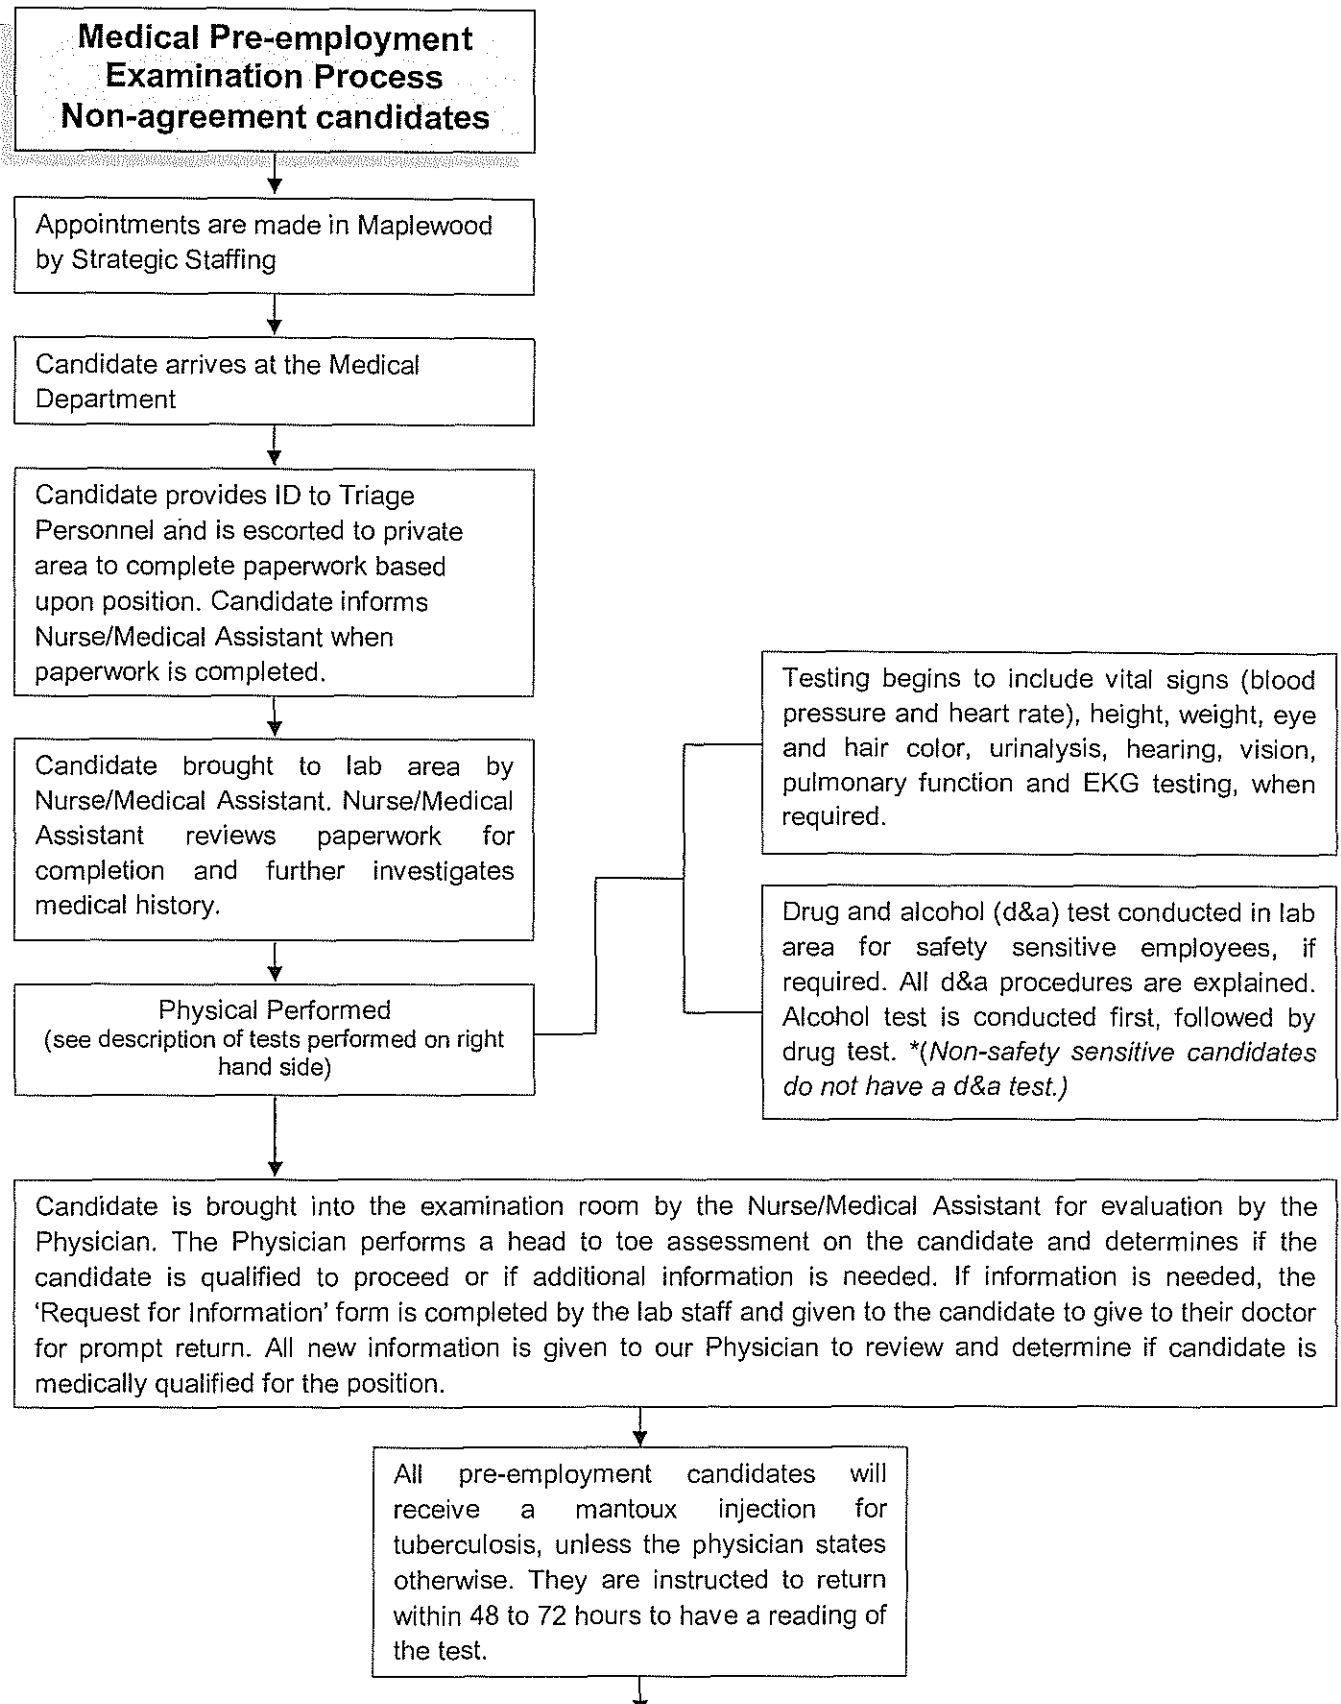 Medical Pre-employment
Examination Process
Non-agreement candidates
Appointments are made in Maplewood
by Strategic Staffing
Candidate arrives at the Medical
Department
Candidate provides ID to Triage
Personnel and is escorted to private
area to complete paperwork based
upon position. Candidate informs
Nurse/Medical Assistant when
paperwork is completed.
Candidate brought to lab area by
Nurse/Medical Assistant. Nurse/Medical
Assistant reviews paperwork for
completion and further investigates
medical history.
Physical Performed
(see description of tests performed on right
hand side)
Testing begins to include vital signs (blood
pressure and heart rate), height, weight, eye
and hair color, urinalysis, hearing, vision,
pulmonary function and EKG testing, when
required.
Drug and alcohol (d&a) test conducted in lab
area for safety sensitive employees, if
required. All d&a procedures are explained.
Alcohol test is conducted first, followed by
drug test. *(Non-safety sensitive candidates
do not have a d&a test.)
Candidate is brought into the examination room by the Nurse/Medical Assistant for evaluation by the
Physician. The Physician performs a head to toe assessment on the candidate and determines if the
candidate is qualified to proceed or if additional information is needed. If information is needed, the
‘Request for Information’ form is completed by the lab staff and given to the candidate to give to their doctor
for prompt return. All new information is given to our Physician to review and determine if candidate is
medically qualified for the position.
All pre-employment candidates will
receive a mantoux injection for
tuberculosis, unless the physician states
otherwise. They are instructed to return
within 48 to 72 hours to have a reading of
the test.